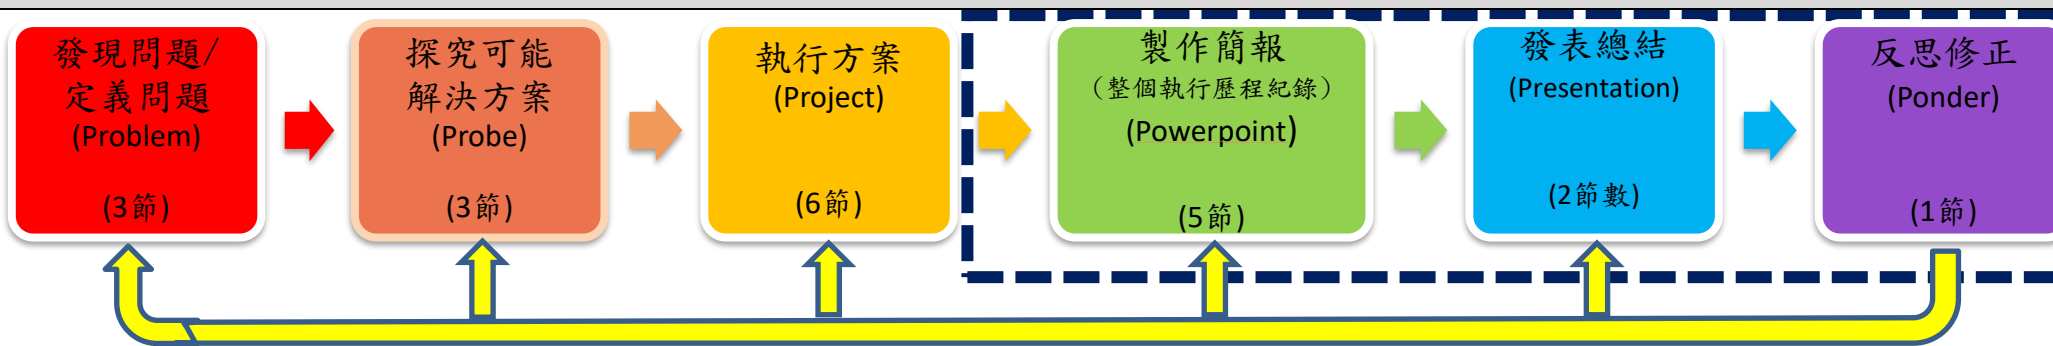 發現問題/
定義問題
(Problem)
(3節)
探究可能
解決方案
(Probe)
(3節)
執行方案
(Project)
(6節)
製作簡報
（整個執行歷程紀錄）
(Powerpoint)
(5節)
發表總結
(Presentation)
(2節數)
反思修正
(Ponder)
(1節)